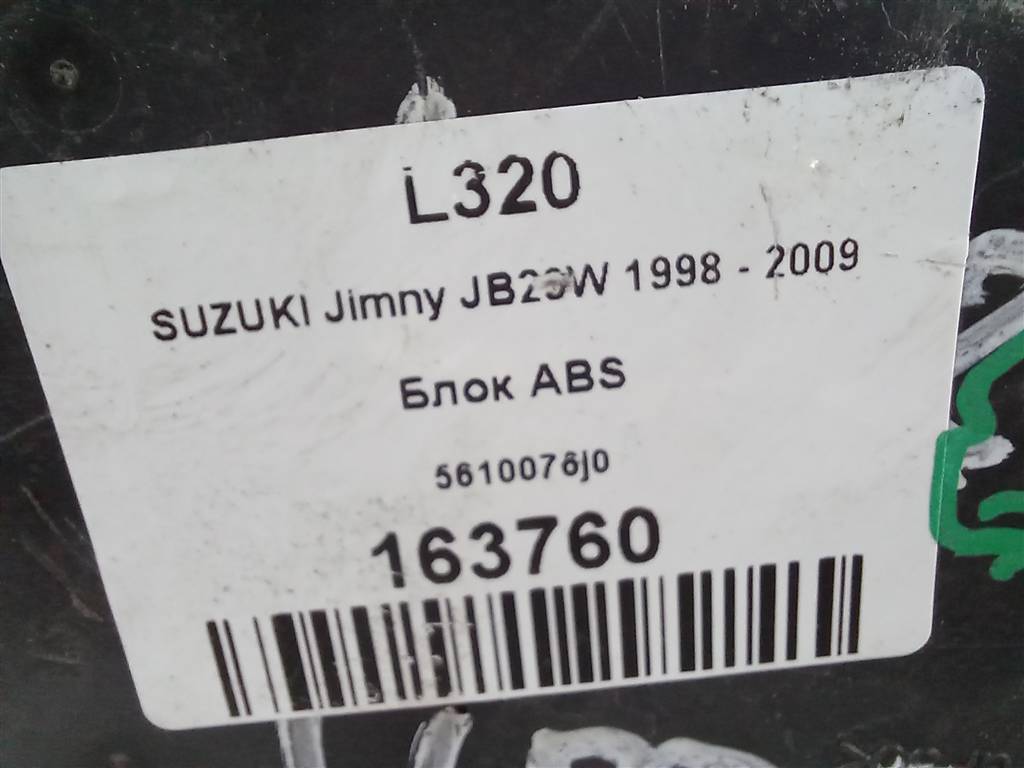 L320
SUZUKI Jimny JB23W 1998 - 2009
Блок ABS
5610076j0
163760